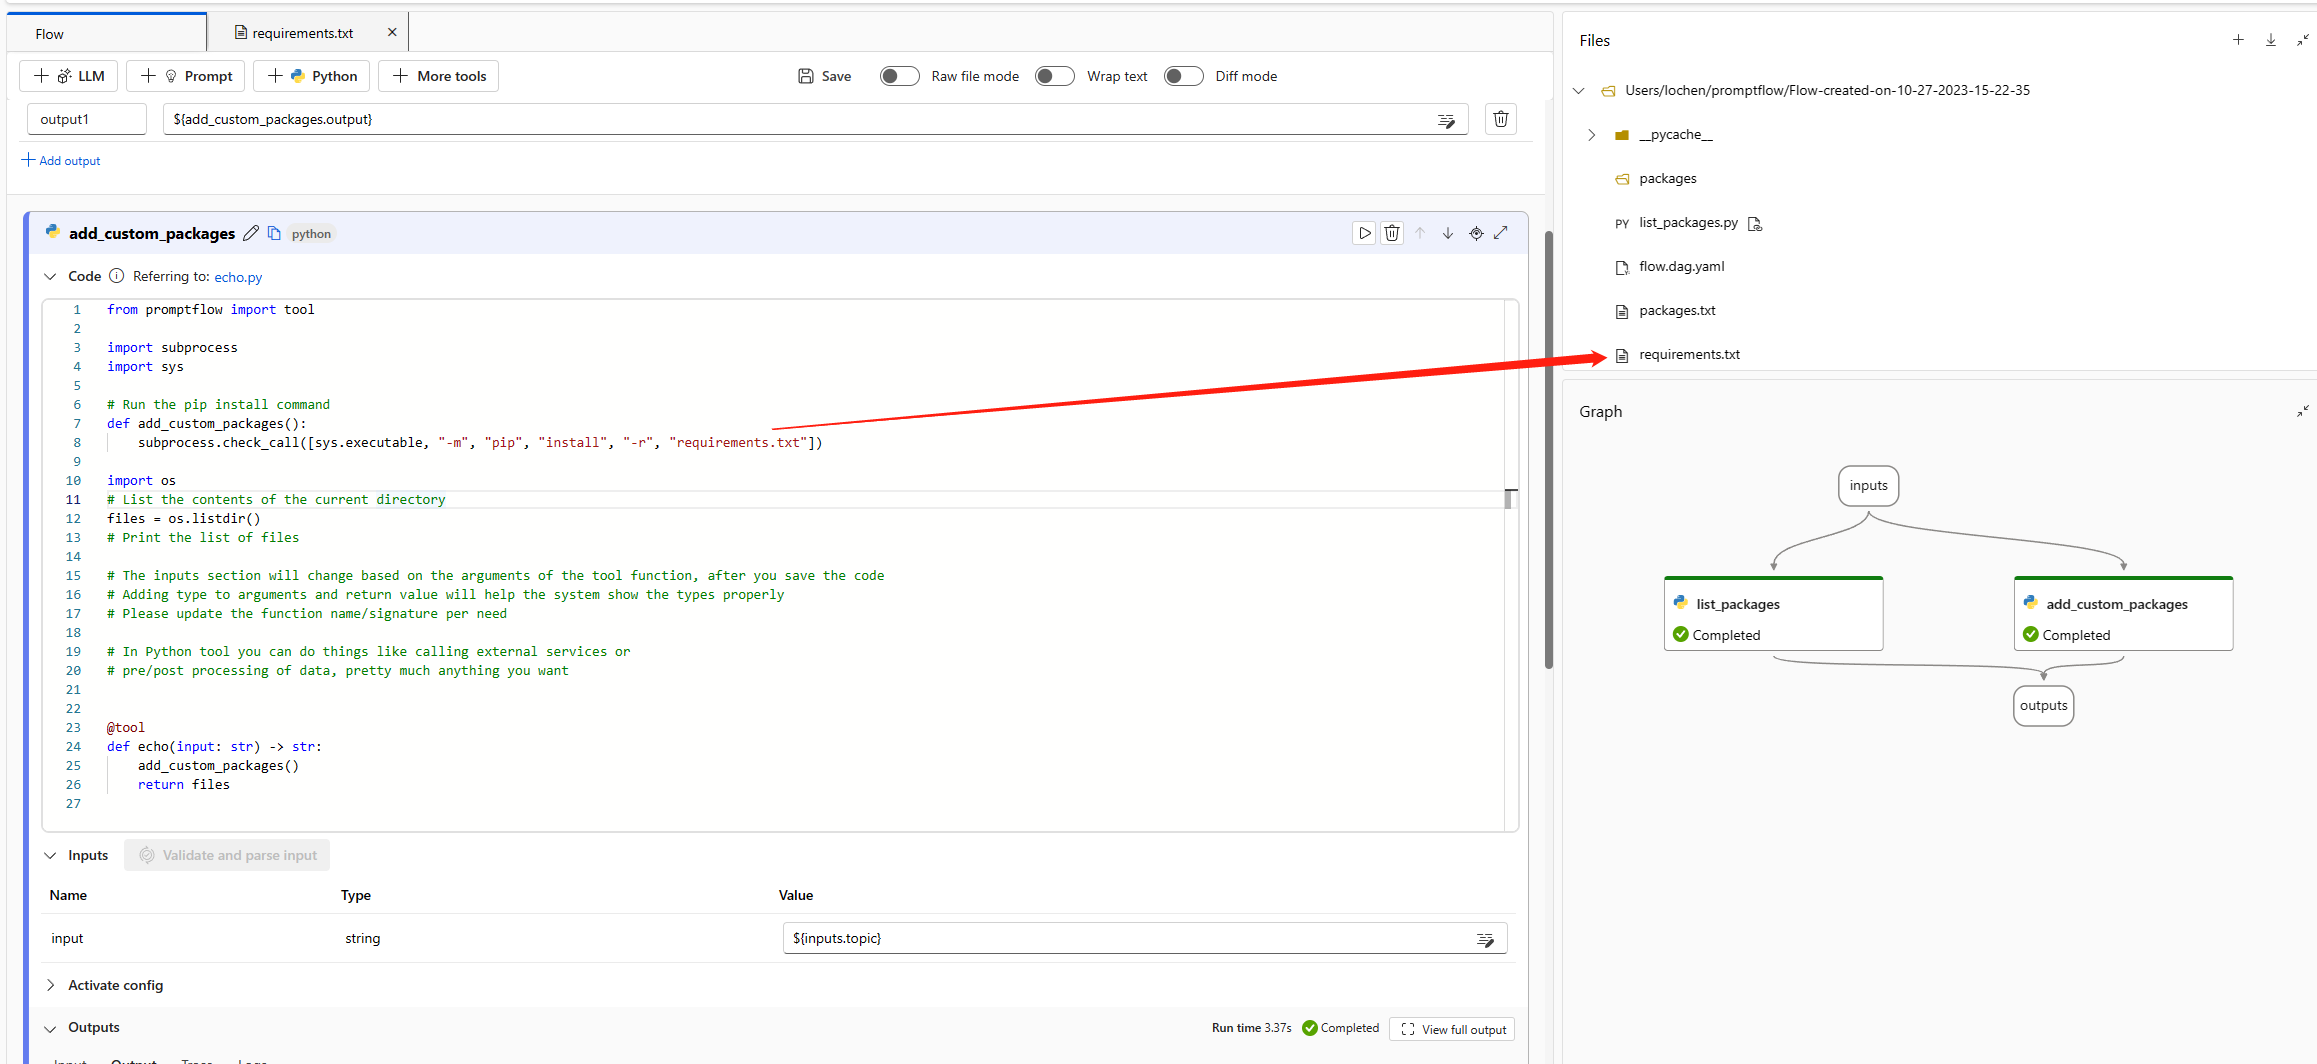 Flow
requirements.txt
LLM
Prompt
Python
More tools
Save
Raw file mode
Wrap text
Diff mode
output1
${add_custom_packages.output}
Add output
add_custom_packages
python
Code
Referring to: echo.py
1 from promptflow import tool
2
3 import subprocess
4 import sys
5
6 # Run the pip install command
7 def add_custom_packages():
8 subprocess.check_call([sys.executable, "-m", "pip", "install", "-r", "requirements.txt"])
9
10 import os
11 # List the contents of the current directory
12 files = os.listdir()
13 # Print the list of files
14
15 # The inputs section will change based on the arguments of the tool function, after you save the code
16 # Adding type to arguments and return value will help the system show the types properly
17 # Please update the function name/signature per need
18
19 # In Python tool you can do things like calling external services or
20 # pre/post processing of data, pretty much anything you want
21
22
23 @tool
24 def echo(input: str) -> str:
25 add_custom_packages()
26 return files
27
Inputs
Validate and parse input
Name Type Value
input string ${inputs.topic}
Activate config
Outputs
Run time 3.37s
Completed
View full output
Input Output Trace Logs
Files
Users/lochen/promptflow/Flow-created-on-10-27-2023-15-22-35
__pycache__
packages
PY list_packages.py
flow.dag.yaml
packages.txt
requirements.txt
Graph
inputs
list_packages
Completed
add_custom_packages
Completed
outputs